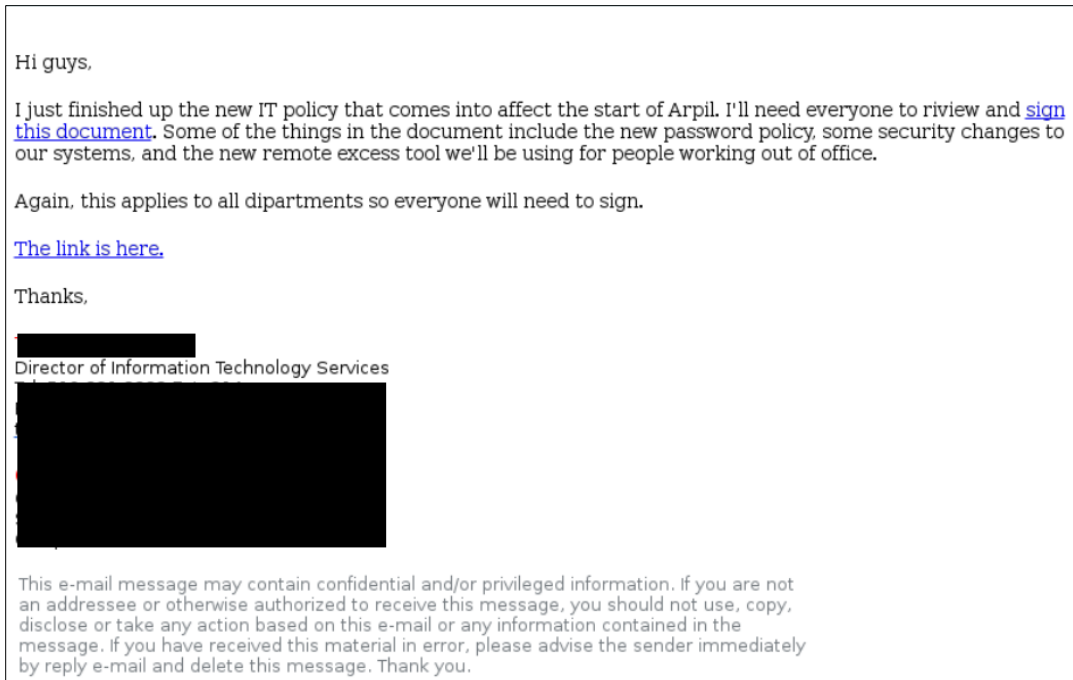 Hi guys,
I just finished up the new IT policy that comes into affect the start of Arpil. I'll need everyone to riview and sign
this document. Some of the things in the document include the new password policy, some security changes to
our systems, and the new remote excess tool we'll be using for people working out of office.
Again, this applies to all dipartments so everyone will need to sign.
The link is here.
Thanks,
Director of Information Technology Services
This e-mail message may contain confidential and/or privileged information. If you are not
an addressee or otherwise authorized to receive this message, you should not use, copy,
disclose or take any action based on this e-mail or any information contained in the
message. If you have received this material in error, please advise the sender immediately
by reply e-mail and delete this message. Thank you.